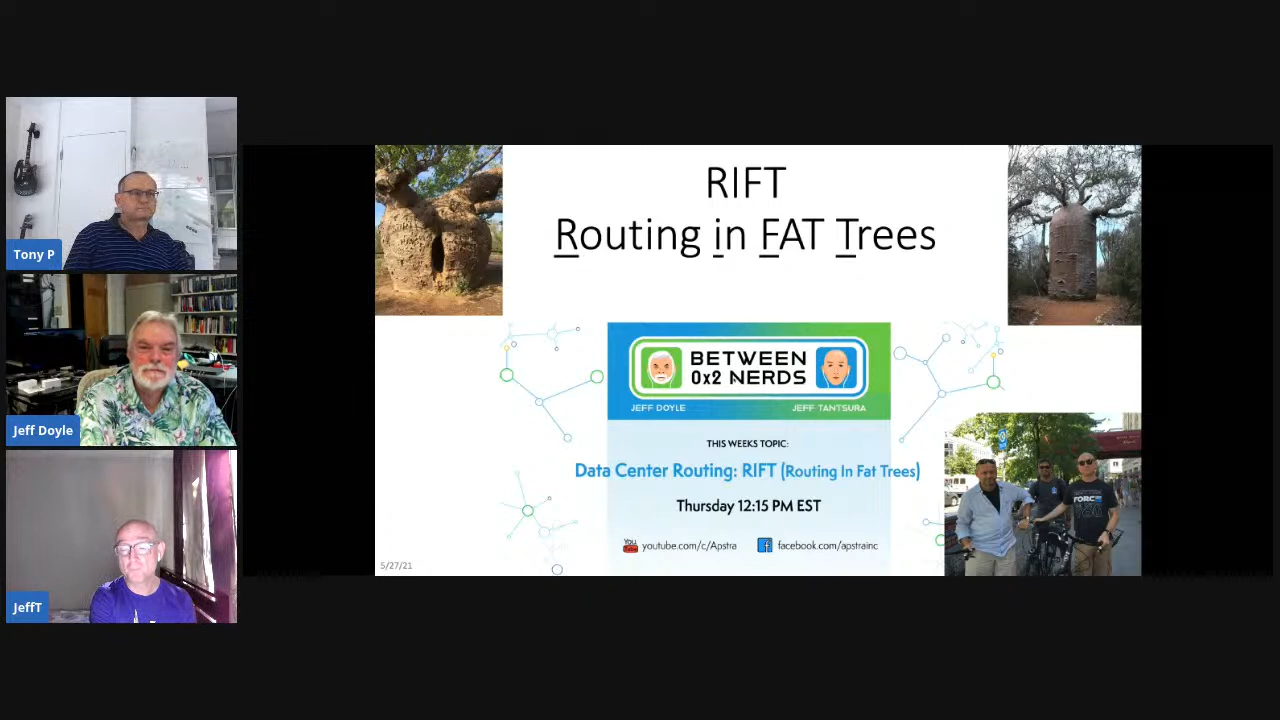 Tony P
Jeff Doyle
JeffT
RIFT
Routing in FAT Trees
BETWEEN
0x2 NERDS
JEFF DOYLE
JEFF TANTSURA
THIS WEEKS TOPIC:
Data Center Routing: RIFT (Routing In Fat Trees)
Thursday 12:15 PM EST
youtube.com/c/Apstra
facebook.com/apstrainc
5/27/21